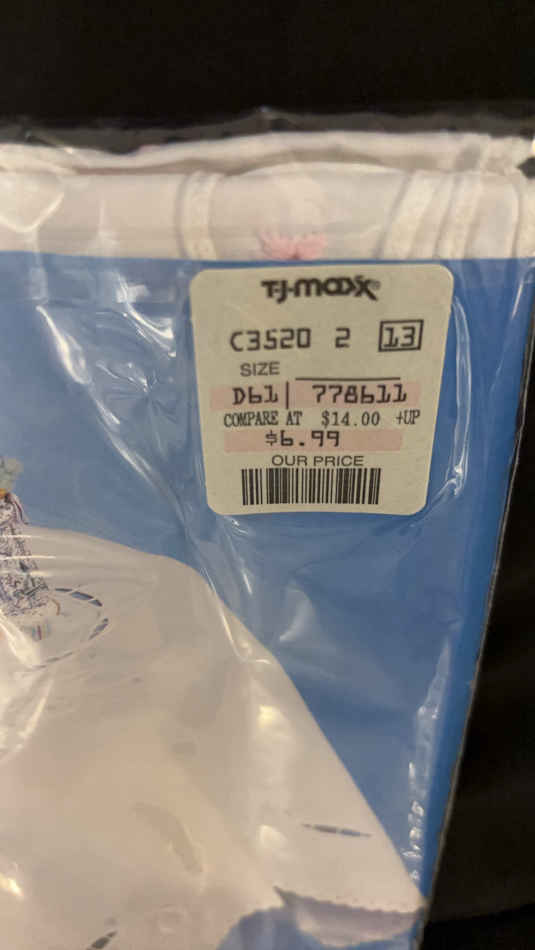 T·J·maxx®
C3520 2 13
SIZE
D61| 778611
COMPARE AT $14.00 +UP
$6.99
OUR PRICE